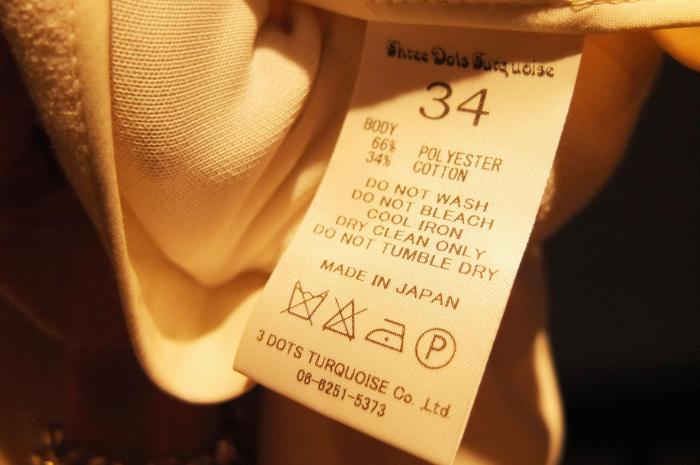 Three Dots Turquoise
34
BODY
66% POLYESTER
34% COTTON
DO NOT WASH
DO NOT BLEACH
COOL IRON
DRY CLEAN ONLY
DO NOT TUMBLE DRY
MADE IN JAPAN
P
3 DOTS TURQUOISE Co.,Ltd.
06-6251-5373